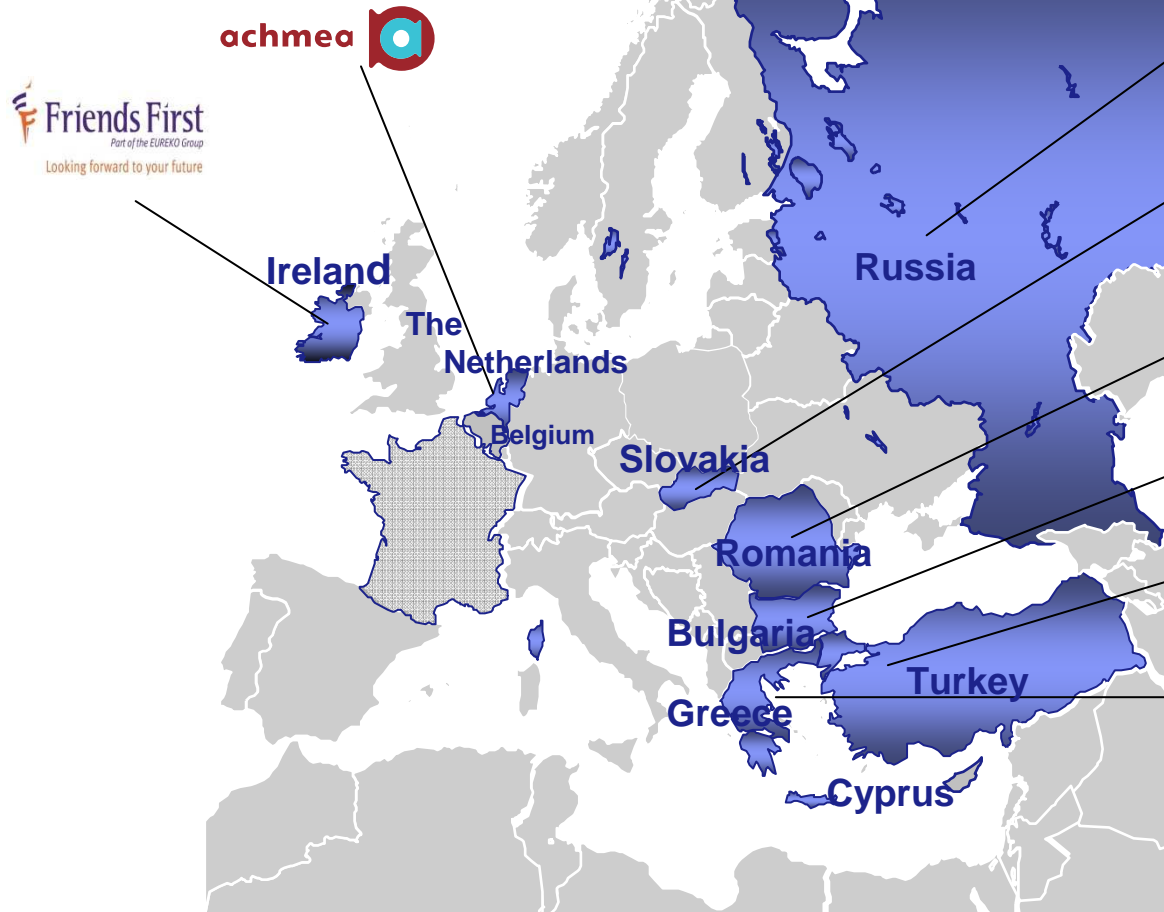 achmea
Friends First
Part of the EUREKO Group
Looking forward to your future
Ireland
Russia
The
Netherlands
Belgium
Slovakia
Romania
Bulgaria
Turkey
Greece
Cyprus